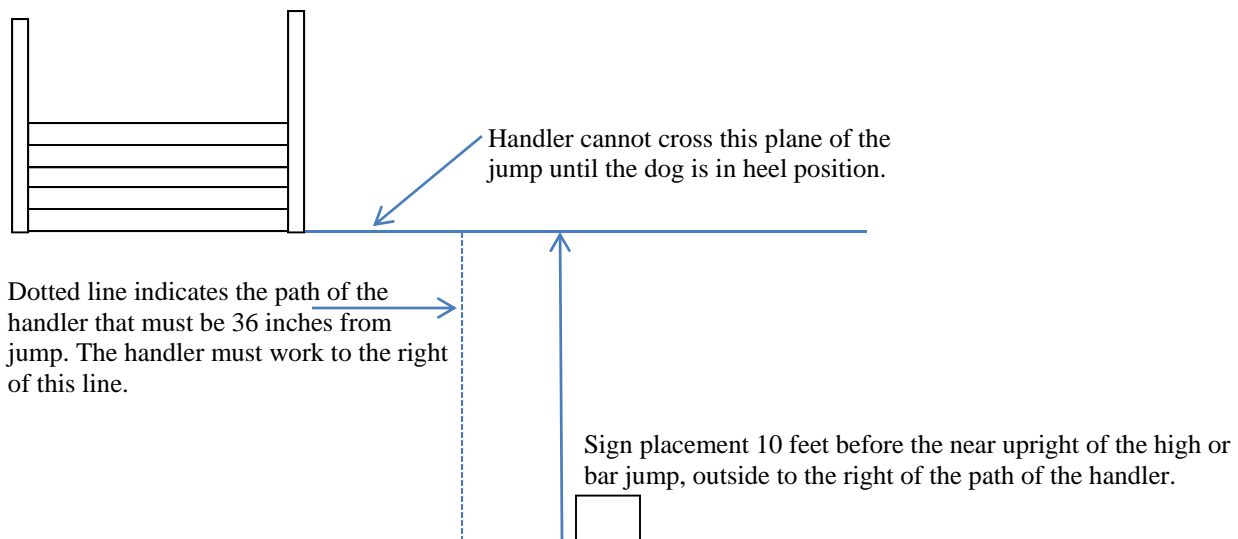 Handler cannot cross this plane of the
jump until the dog is in heel position.
Dotted line indicates the path of the
handler that must be 36 inches from
jump. The handler must work to the right
of this line.
Sign placement 10 feet before the near upright of the high or
bar jump, outside to the right of the path of the handler.